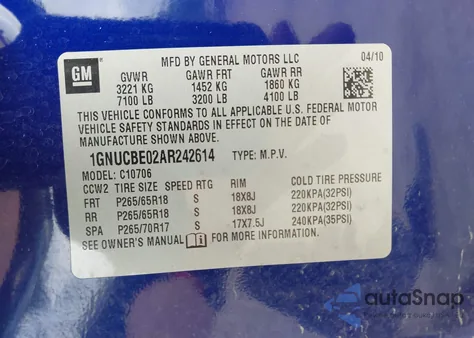 GM
MFD BY GENERAL MOTORS LLC 04/10
GVWR GAWR FRT GAWR RR
3221 KG 1452 KG 1860 KG
7100 LB 3200 LB 4100 LB
THIS VEHICLE CONFORMS TO ALL APPLICABLE U.S. FEDERAL MOTOR
VEHICLE SAFETY STANDARDS IN EFFECT ON THE DATE OF
MANUFACTURE SHOWN ABOVE.
1GNUCBE02AR242614 TYPE: M.P.V.
MODEL: C10706
CCW2 TIRE SIZE SPEED RTG RIM COLD TIRE PRESSURE
FRT P265/65R18 S 18X8J 220KPA(32PSI)
RR P265/65R18 S 18X8J 220KPA(32PSI)
SPA P265/70R17 S 17X7.5J 240KPA(35PSI)
SEE OWNER'S MANUAL FOR MORE INFORMATION
autoSnap